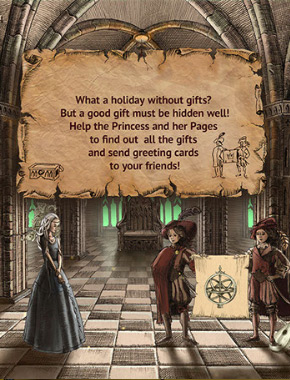 What a holiday without gifts?
But a good gift must be hidden well!
Help the Princess and her Pages
to find out all the gifts
and send greeting cards
to your friends!